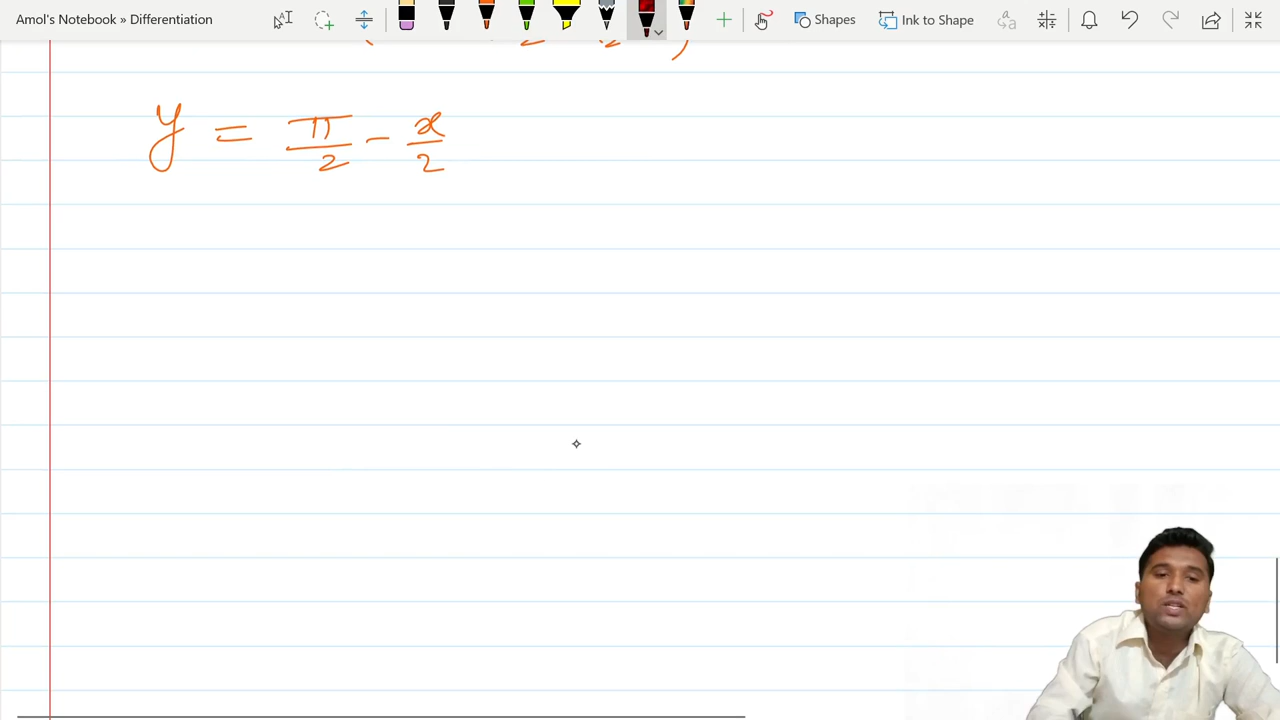 Amol's Notebook » Differentiation
Shapes
Ink to Shape
y = π/2 - x/2